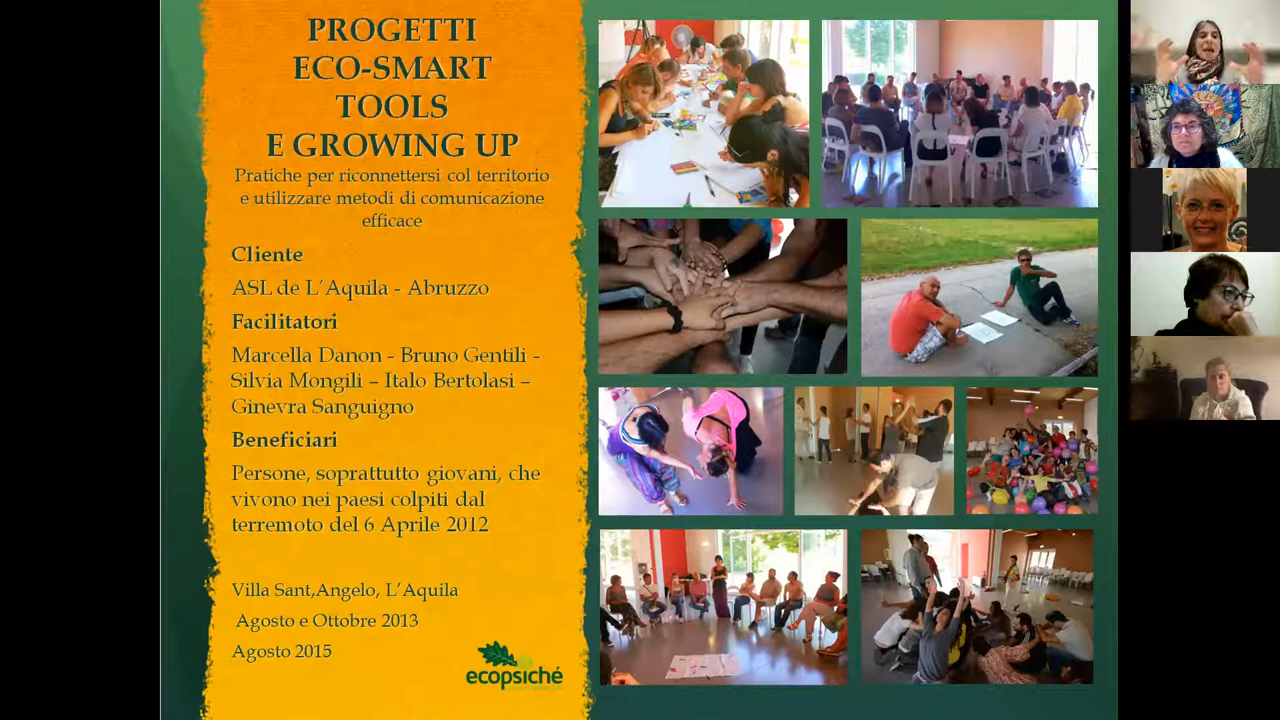 PROGETTI
ECO-SMART
TOOLS
E GROWING UP
Pratiche per riconnettersi col territorio
e utilizzare metodi di comunicazione
efficace
Cliente
ASL de L'Aquila - Abruzzo
Facilitatori
Marcella Danon - Bruno Gentili -
Silvia Mongili – Italo Bertolasi –
Ginevra Sanguigno
Beneficiari
Persone, soprattutto giovani, che
vivono nei paesi colpiti dal
terremoto del 6 Aprile 2012
Villa Sant,Angelo, L'Aquila
Agosto e Ottobre 2013
Agosto 2015
ecopsiché